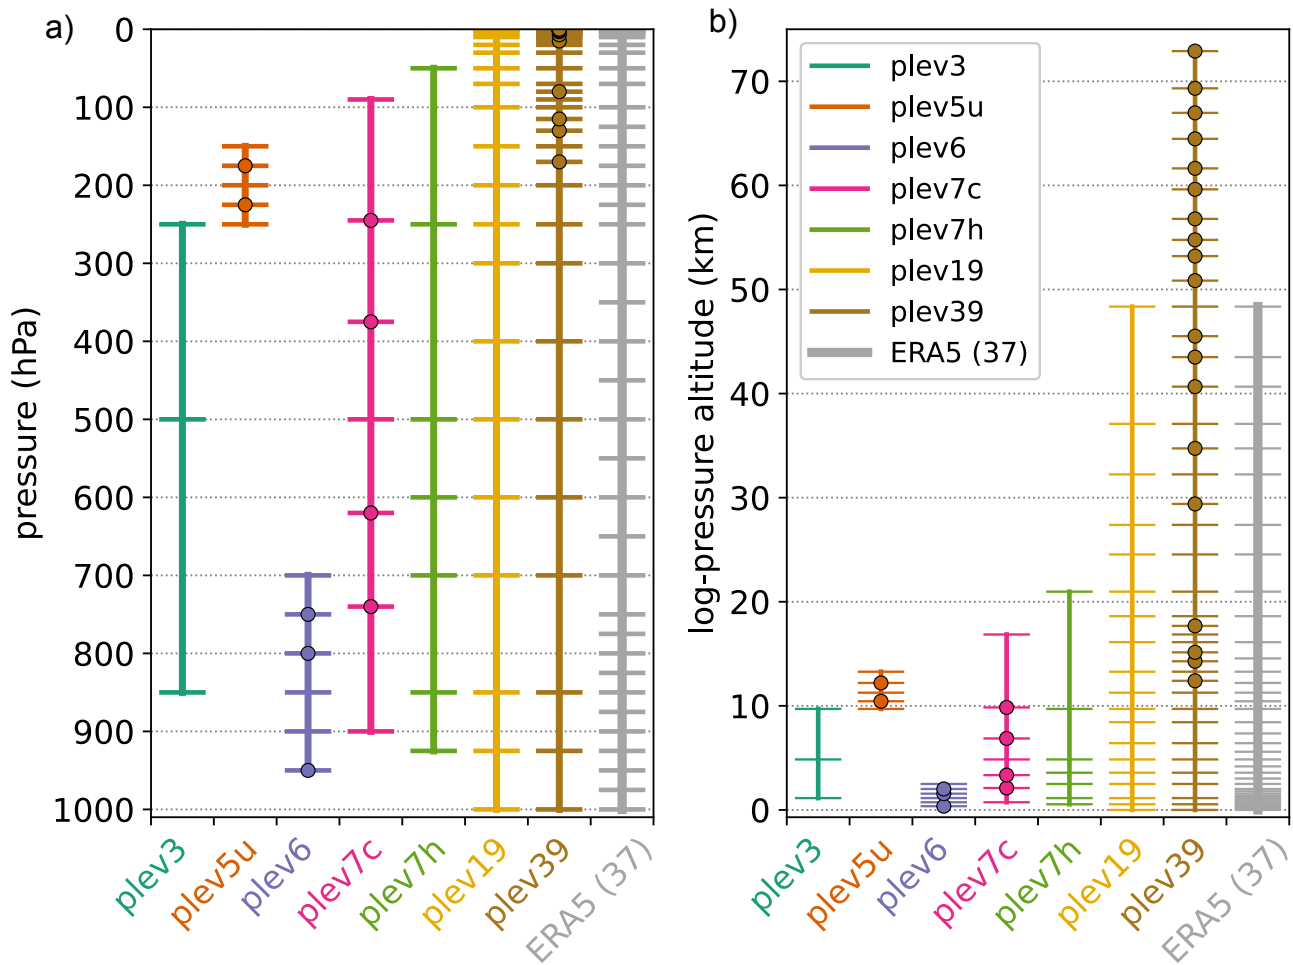 a)
pressure (hPa)
0
100
200
300
400
500
600
700
800
900
1000
plev3
plev5u
plev6
plev7c
plev7h
plev19
plev39
ERA5 (37)
b)
log-pressure altitude (km)
70
60
50
40
30
20
10
0
plev3
plev5u
plev6
plev7c
plev7h
plev19
plev39
ERA5 (37)
plev3
plev5u
plev6
plev7c
plev7h
plev19
plev39
ERA5 (37)